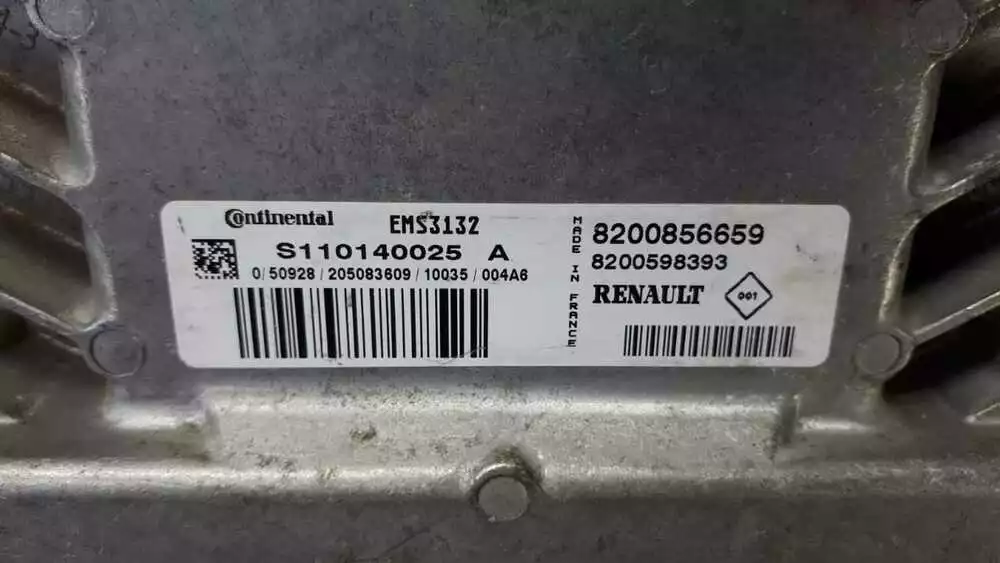 Continental EMS3132
S110140025 A
0/50928/205083609/10035/004A6
MADE IN FRANCE
8200856659
8200598393
RENAULT 001